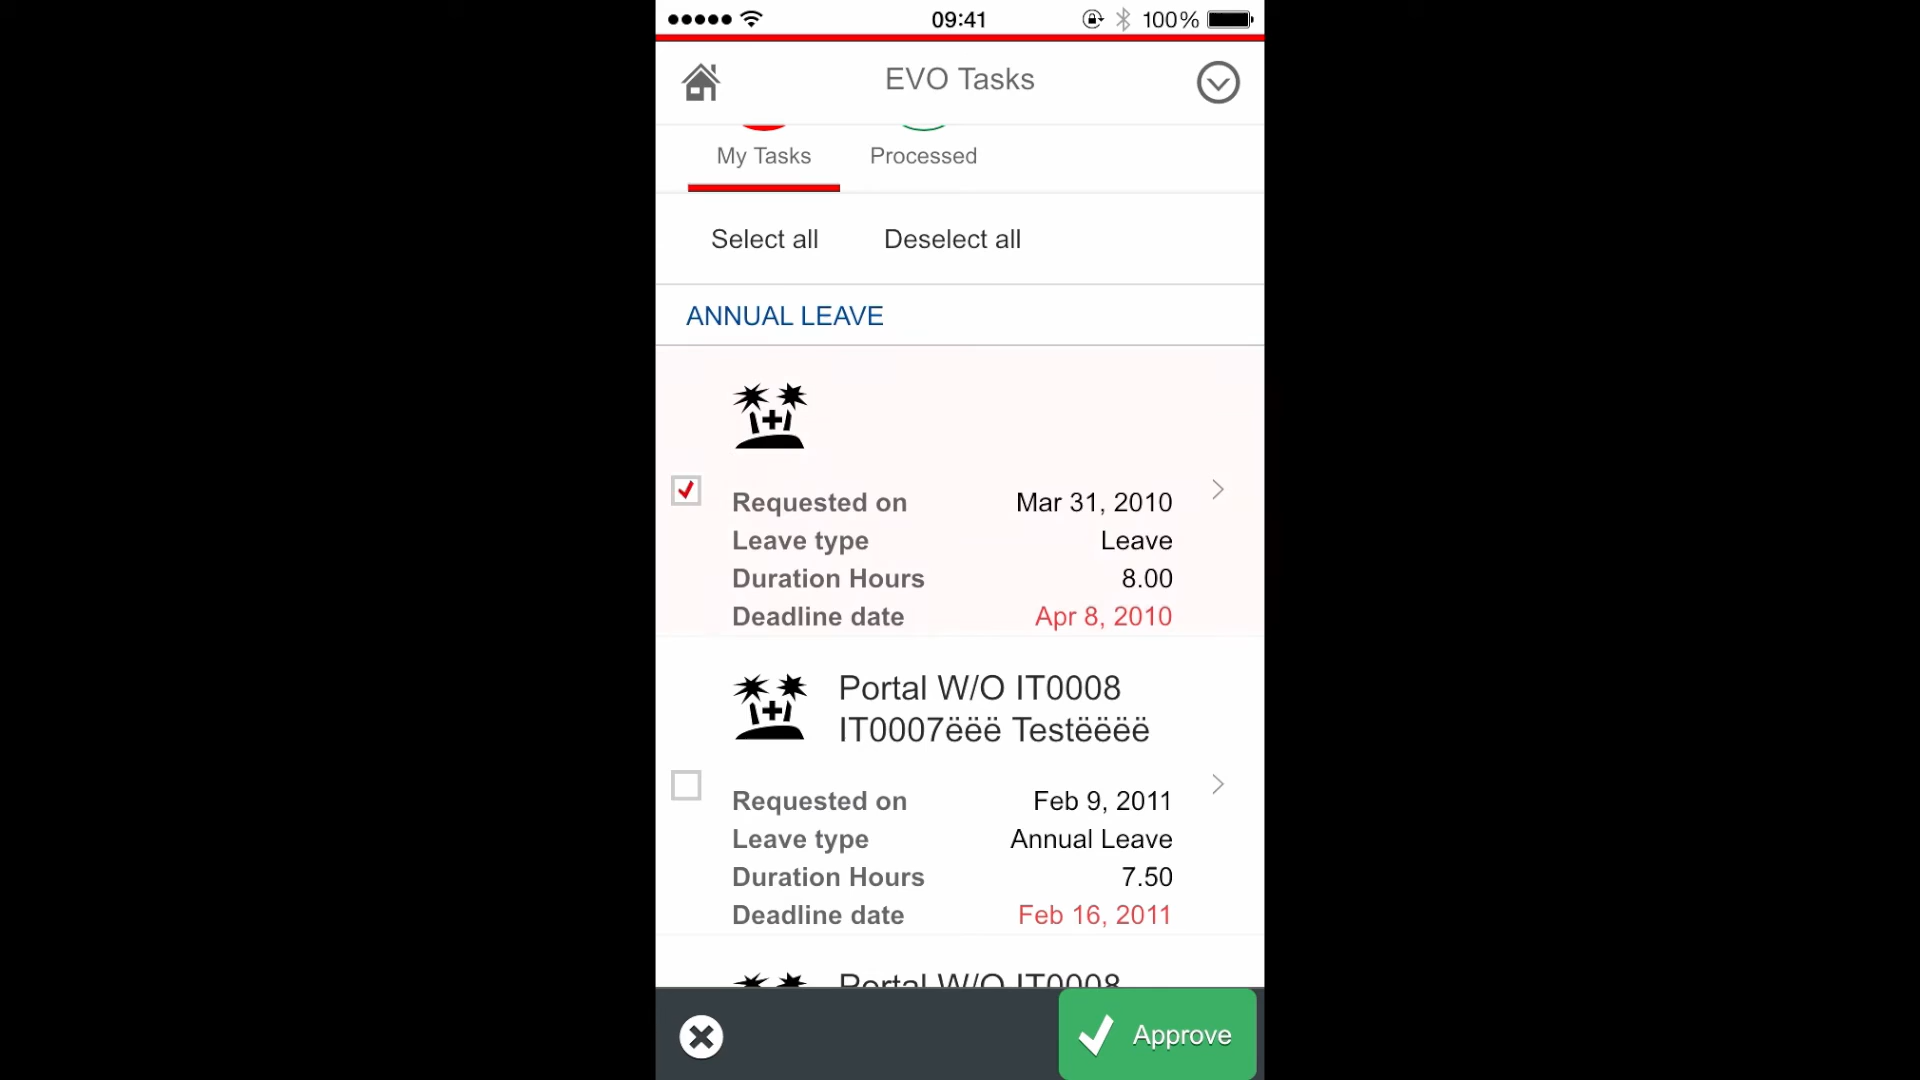 09:41
100%
EVO Tasks
My Tasks
Processed
Select all
Deselect all
ANNUAL LEAVE
Requested on Mar 31, 2010
Leave type Leave
Duration Hours 8.00
Deadline date Apr 8, 2010
Portal W/O IT0008
IT0007ëëë Testëëëë
Requested on Feb 9, 2011
Leave type Annual Leave
Duration Hours 7.50
Deadline date Feb 16, 2011
Portal W/O IT0008
Approve